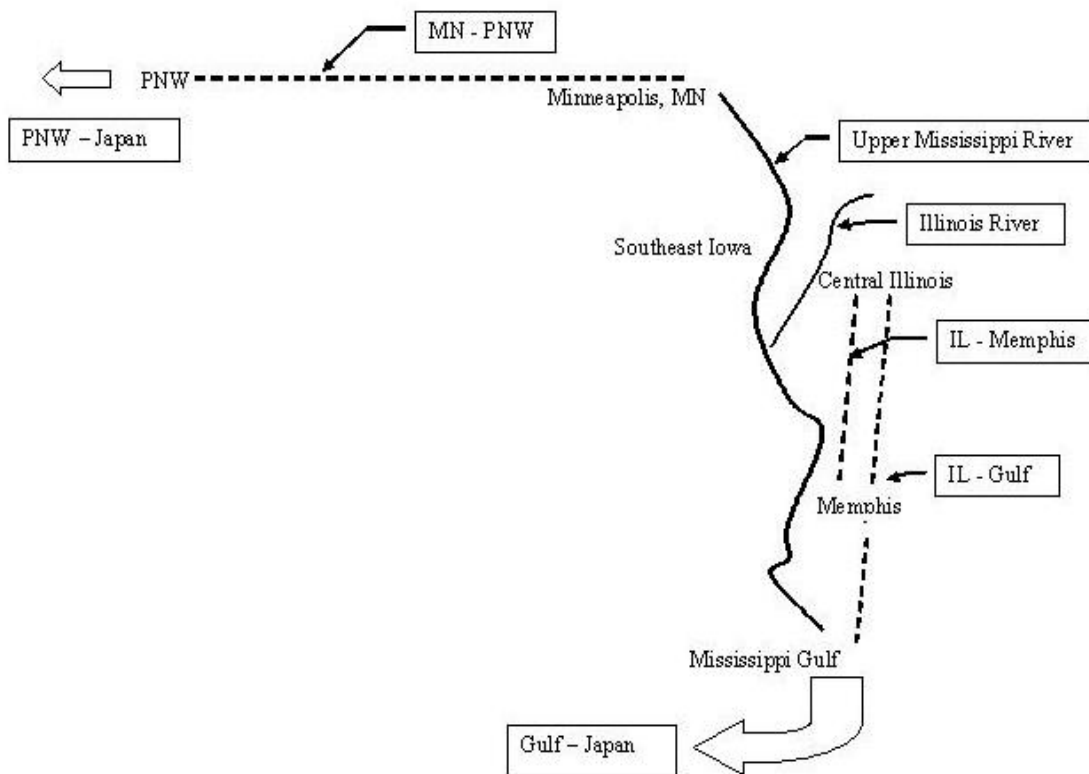 MN - PNW
PNW
Minneapolis, MN
PNW – Japan
Upper Mississippi River
Illinois River
Southeast Iowa
Central Illinois
IL - Memphis
IL - Gulf
Memphis
Mississippi Gulf
Gulf – Japan